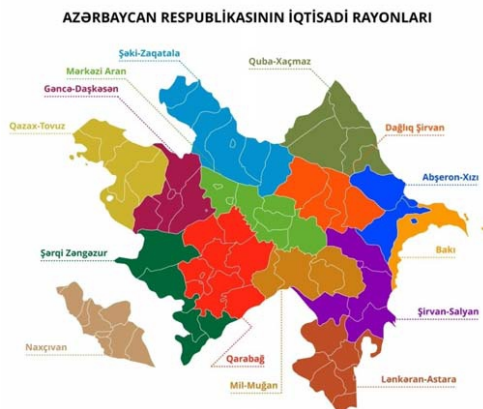 AZƏRBAYCAN RESPUBLİKASININ İQTİSADİ RAYONLARI
Şəki-Zaqatala
Quba-Xaçmaz
Mərkəzi Aran
Gəncə-Daşkəsən
Qazax-Tovuz
Dağlıq Şirvan
Abşeron-Xızı
Şərqi Zəngəzur
Bakı
Naxçıvan
Şirvan-Salyan
Qarabağ
Mil-Muğan
Lənkəran-Astara